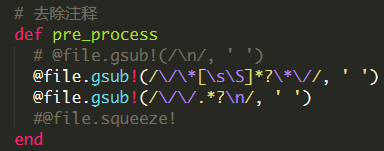 # 去除注释
def pre_process
  # @file.gsub!(/\n/, ' ')
  @file.gsub!(/\/\*[\s\S]*?\*\//, ' ')
  @file.gsub!(/\/\/.*?\n/, ' ')
  #@file.squeeze!
end